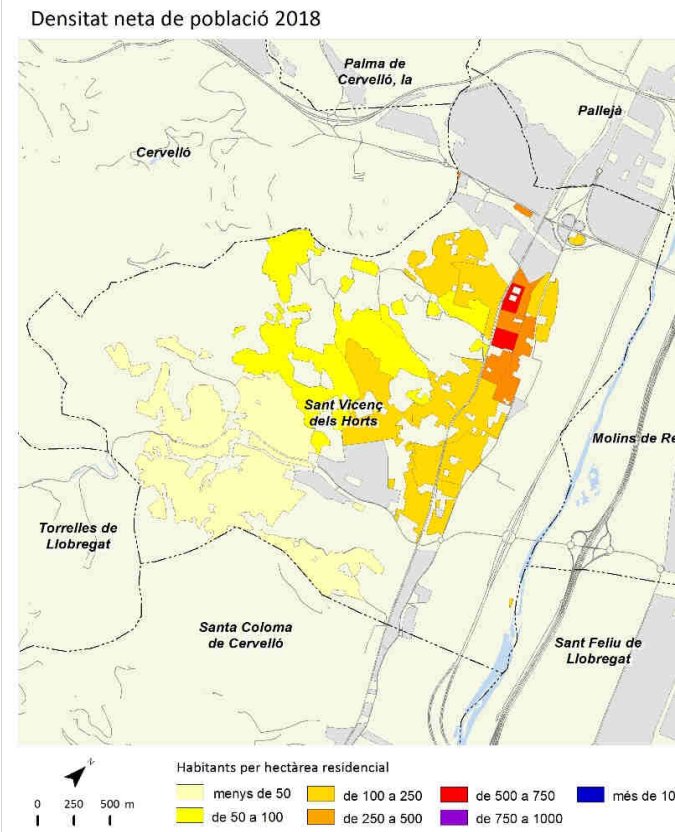 Densitat neta de població 2018
Palma de
Cervelló, la
Pallejà
Cervelló
Sant Vicenç
dels Horts
Molins de Re
Torrelles de
Llobregat
Santa Coloma
de Cervelló
Sant Feliu de
Llobregat
Habitants per hectàrea residencial
menys de 50
de 100 a 250
de 500 a 750
més de 10
de 50 a 100
de 250 a 500
de 750 a 1000
0 250 500 m